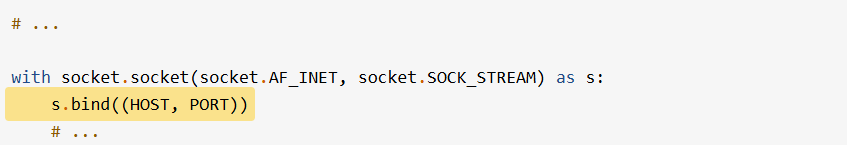 # ...
with socket.socket(socket.AF_INET, socket.SOCK_STREAM) as s:
    s.bind((HOST, PORT))
    # ...